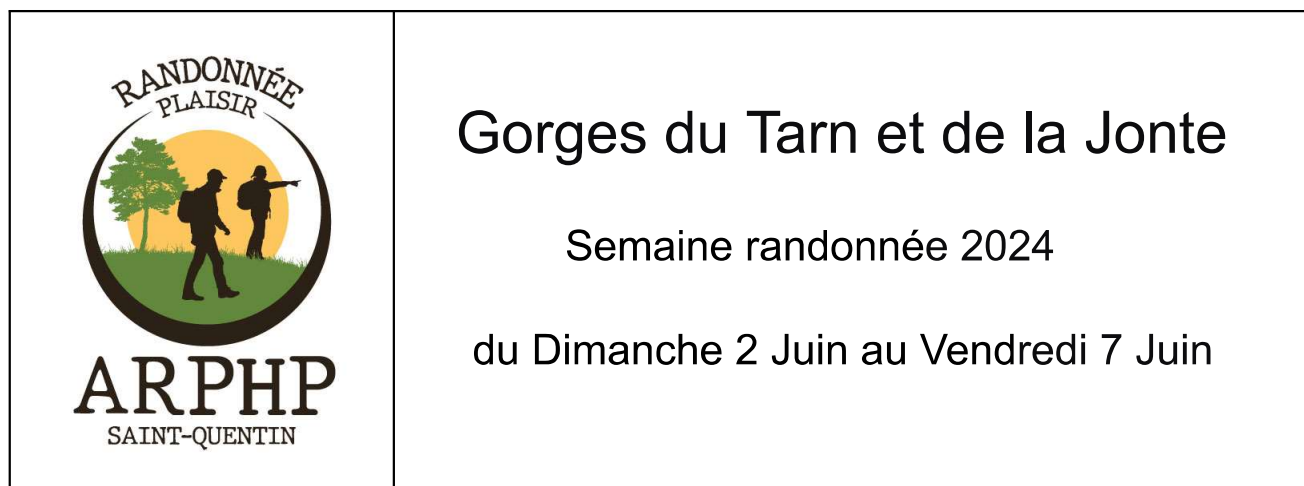 RANDONNÉE
PLAISIR
ARPHP
SAINT-QUENTIN
Gorges du Tarn et de la Jonte
Semaine randonnée 2024
du Dimanche 2 Juin au Vendredi 7 Juin